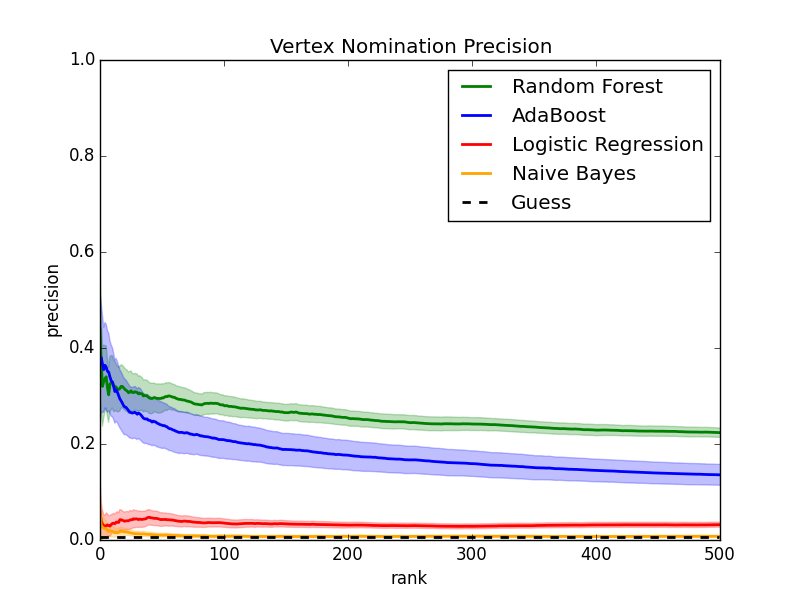 Vertex Nomination Precision
1.0
0.8
0.6
0.4
0.2
0.0
precision
Random Forest
AdaBoost
Logistic Regression
Naive Bayes
Guess
0 100 200 300 400 500
rank